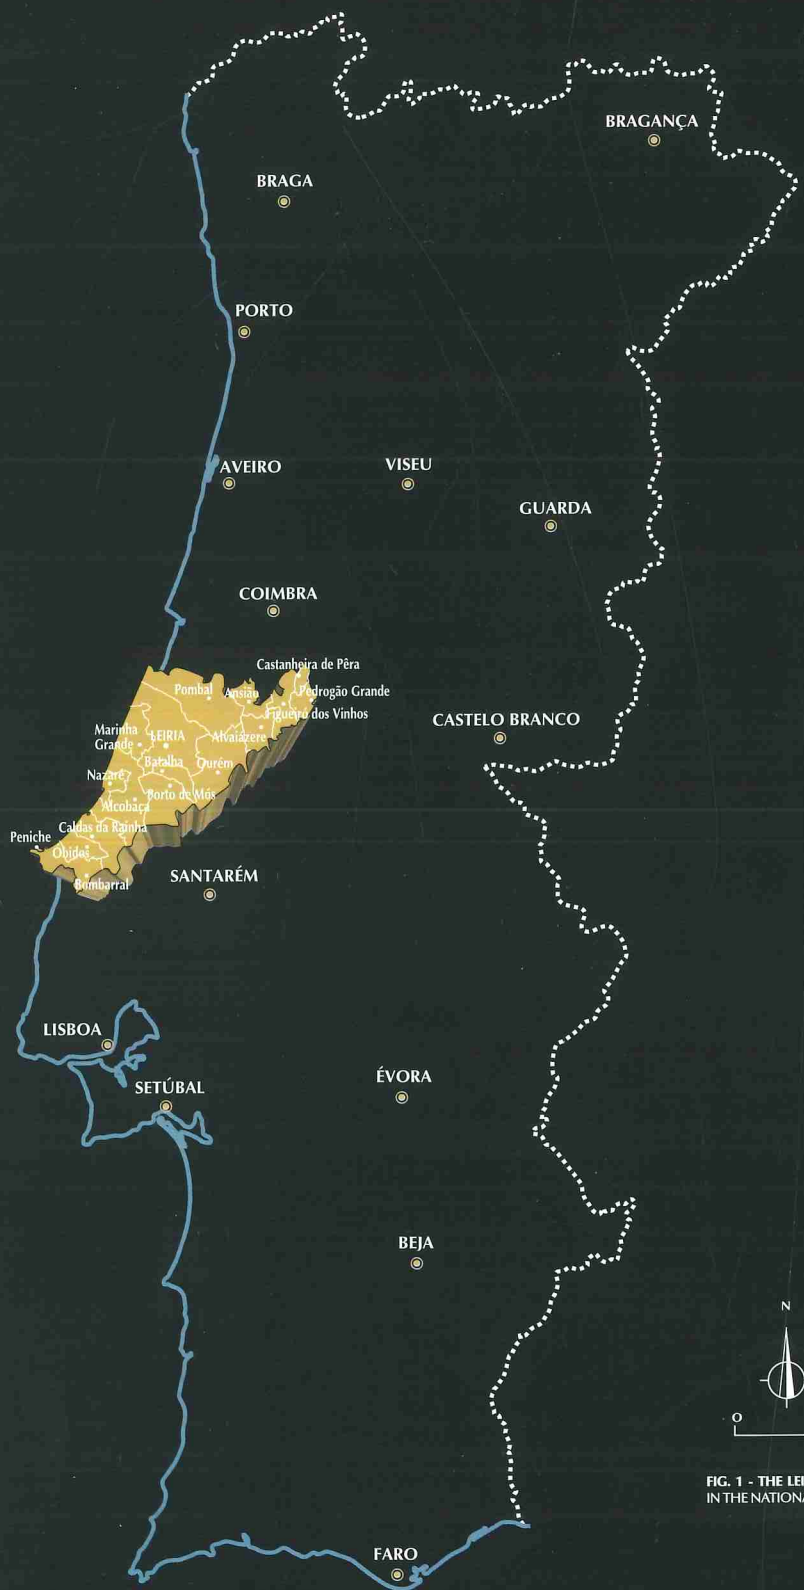 BRAGANÇA
BRAGA
PORTO
AVEIRO
VISEU
GUARDA
COIMBRA
Castanheira de Pêra
Pombal
Ansião
Pedrogão Grande
Figueiró dos Vinhos
CASTELO BRANCO
Marinha
Grande
LEIRIA
Alvaiázere
Batalha
Ourém
Nazaré
Porto de Mós
Alcobaça
Caldas da Rainha
Peniche
Óbidos
Bombarral
SANTARÉM
LISBOA
ÉVORA
SETÚBAL
BEJA
N
O
FIG. 1 - THE LEI
IN THE NATIONA
FARO